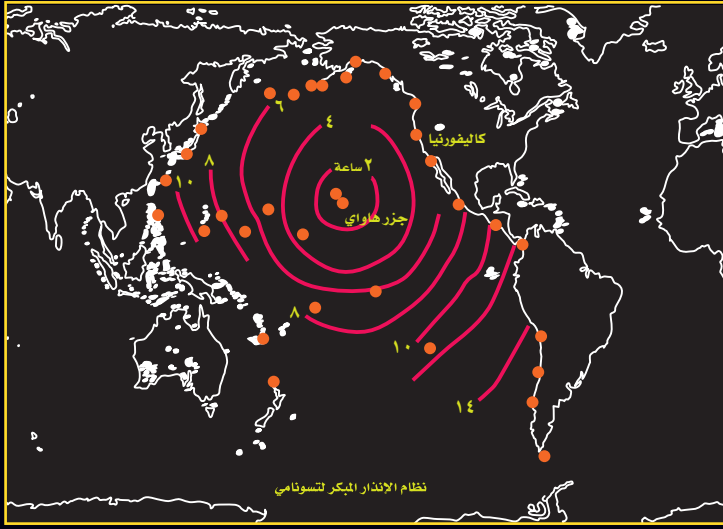 ٦
٤
كاليفورنيا
٨
٢ ساعة
١٠
جزر هاواي
٨
١٠
١٤
نظام الإنذار المبكر لتسونامي